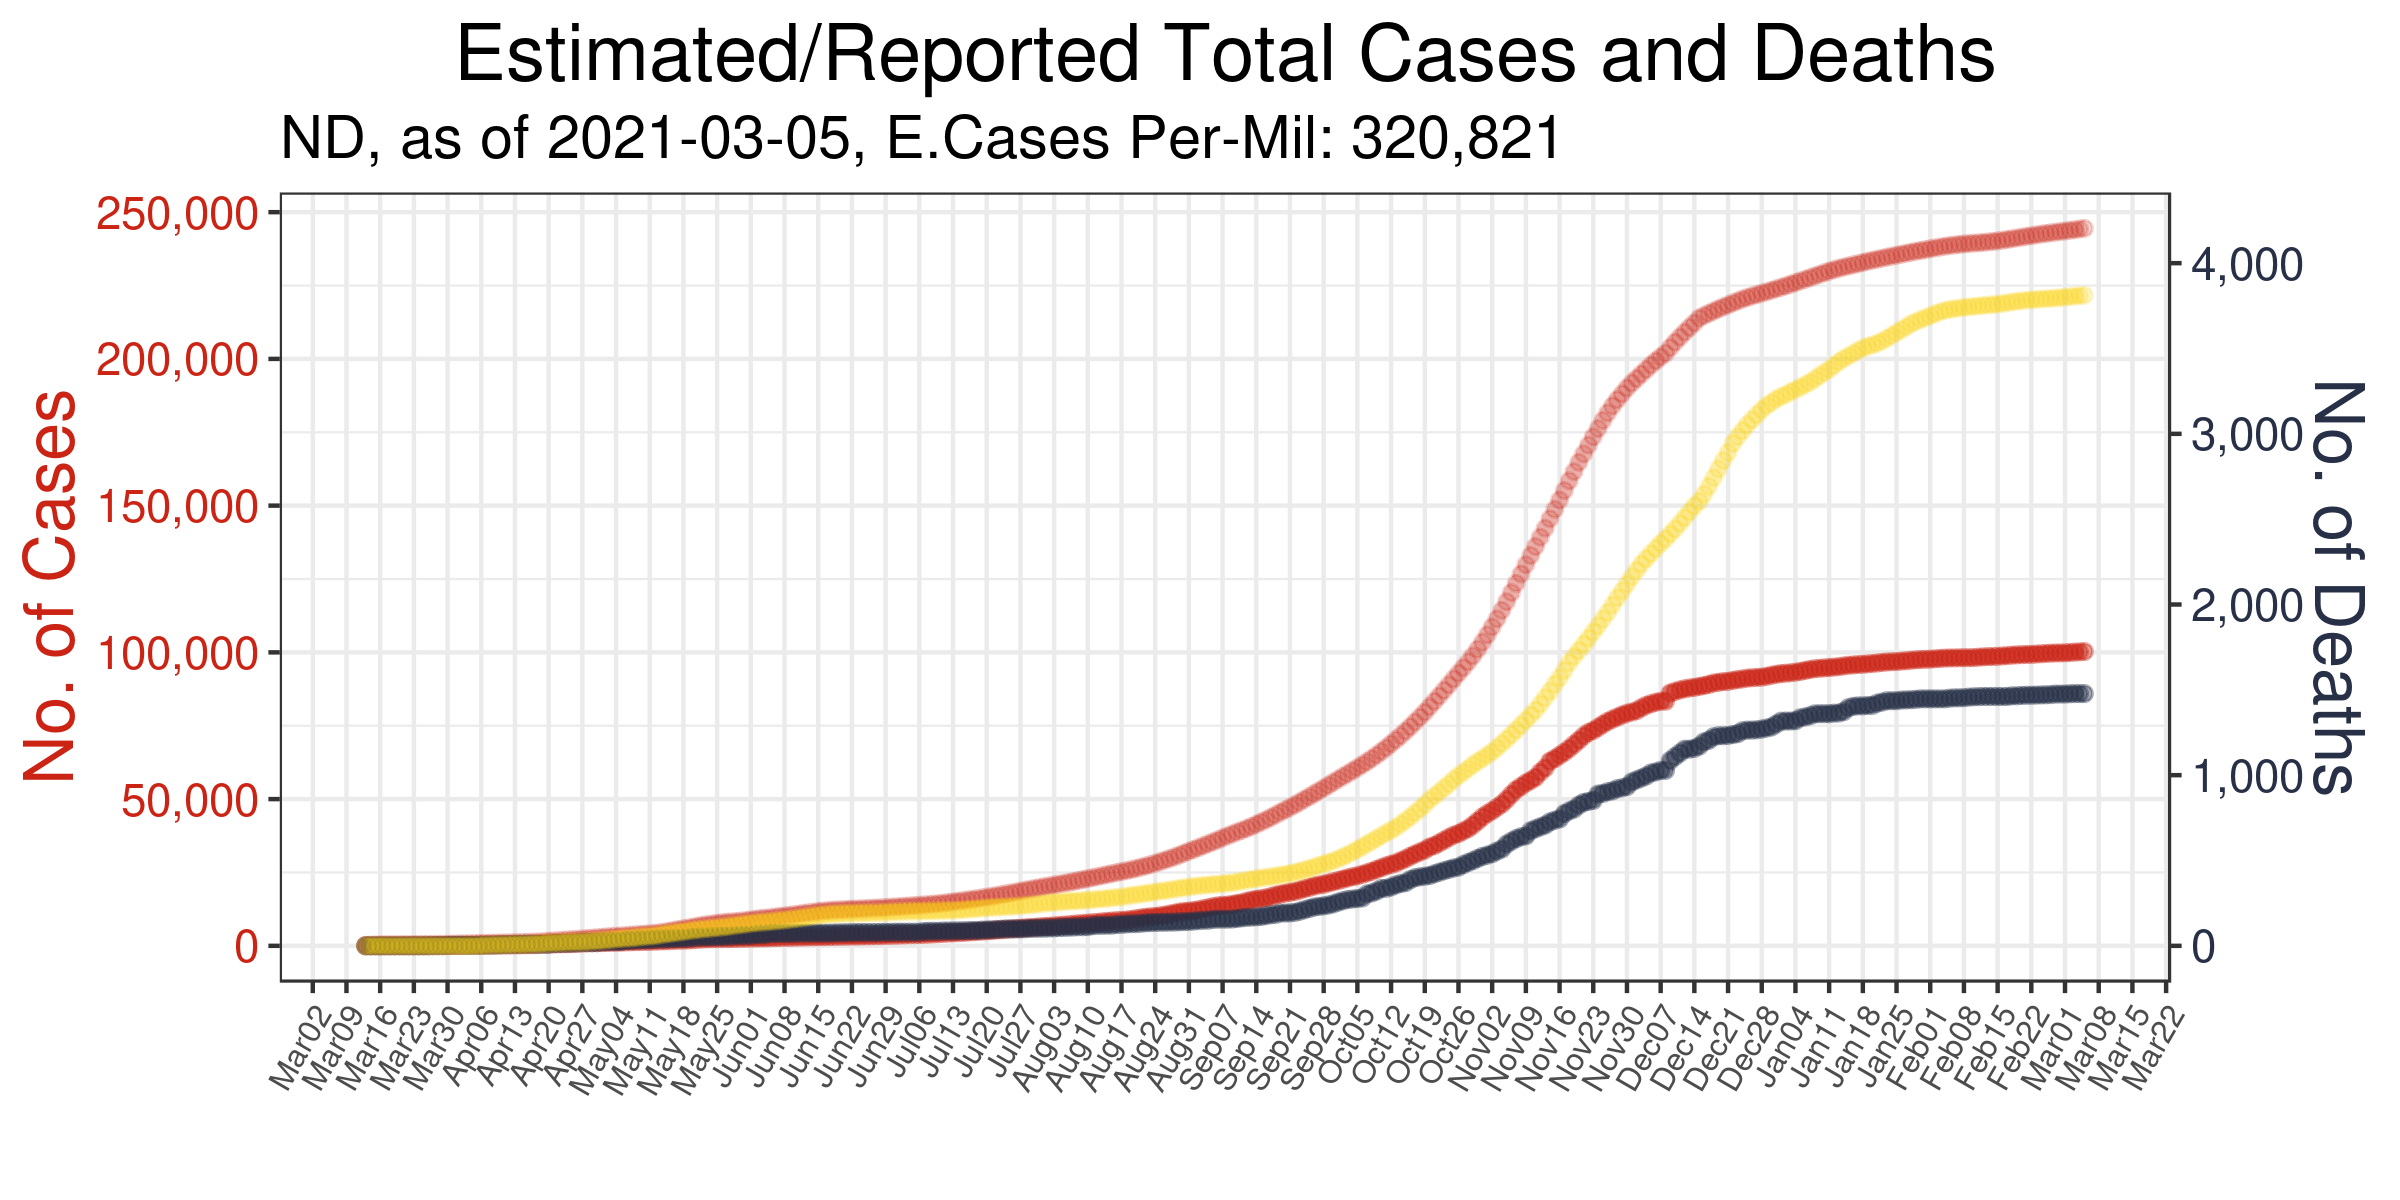 Estimated/Reported Total Cases and Deaths
ND, as of 2021-03-05, E.Cases Per-Mil: 320,821
No. of Cases
250,000
200,000
150,000
100,000
50,000
0
4,000
3,000
2,000
1,000
0
No. of Deaths
Mar02
Mar09
Mar16
Mar23
Mar30
Apr06
Apr13
Apr20
Apr27
May04
May11
May18
May25
Jun01
Jun08
Jun15
Jun22
Jun29
Jul06
Jul13
Jul20
Jul27
Aug03
Aug10
Aug17
Aug24
Aug31
Sep07
Sep14
Sep21
Sep28
Oct05
Oct12
Oct19
Oct26
Nov02
Nov09
Nov16
Nov23
Nov30
Dec07
Dec14
Dec21
Dec28
Jan04
Jan11
Jan18
Jan25
Feb01
Feb08
Feb15
Feb22
Mar01
Mar08
Mar15
Mar22